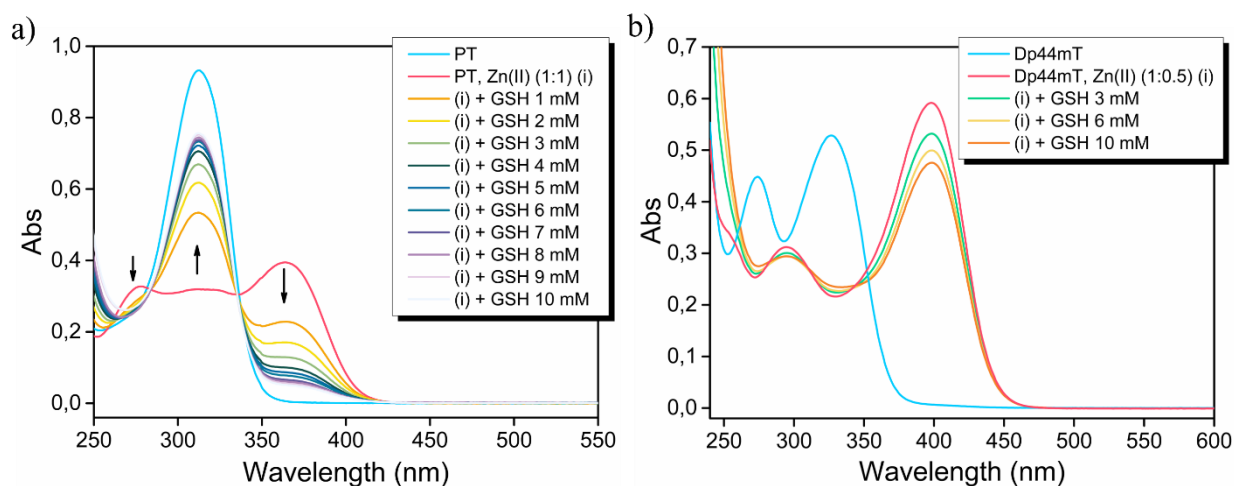 a)
Abs
1,0
0,8
0,6
0,4
0,2
0,0
250 300 350 400 450 500 550
Wavelength (nm)
PT
PT, Zn(II) (1:1) (i)
(i) + GSH 1 mM
(i) + GSH 2 mM
(i) + GSH 3 mM
(i) + GSH 4 mM
(i) + GSH 5 mM
(i) + GSH 6 mM
(i) + GSH 7 mM
(i) + GSH 8 mM
(i) + GSH 9 mM
(i) + GSH 10 mM
b)
Abs
0,7
0,6
0,5
0,4
0,3
0,2
0,1
0,0
250 300 350 400 450 500 550 600
Wavelength (nm)
Dp44mT
Dp44mT, Zn(II) (1:0.5) (i)
(i) + GSH 3 mM
(i) + GSH 6 mM
(i) + GSH 10 mM